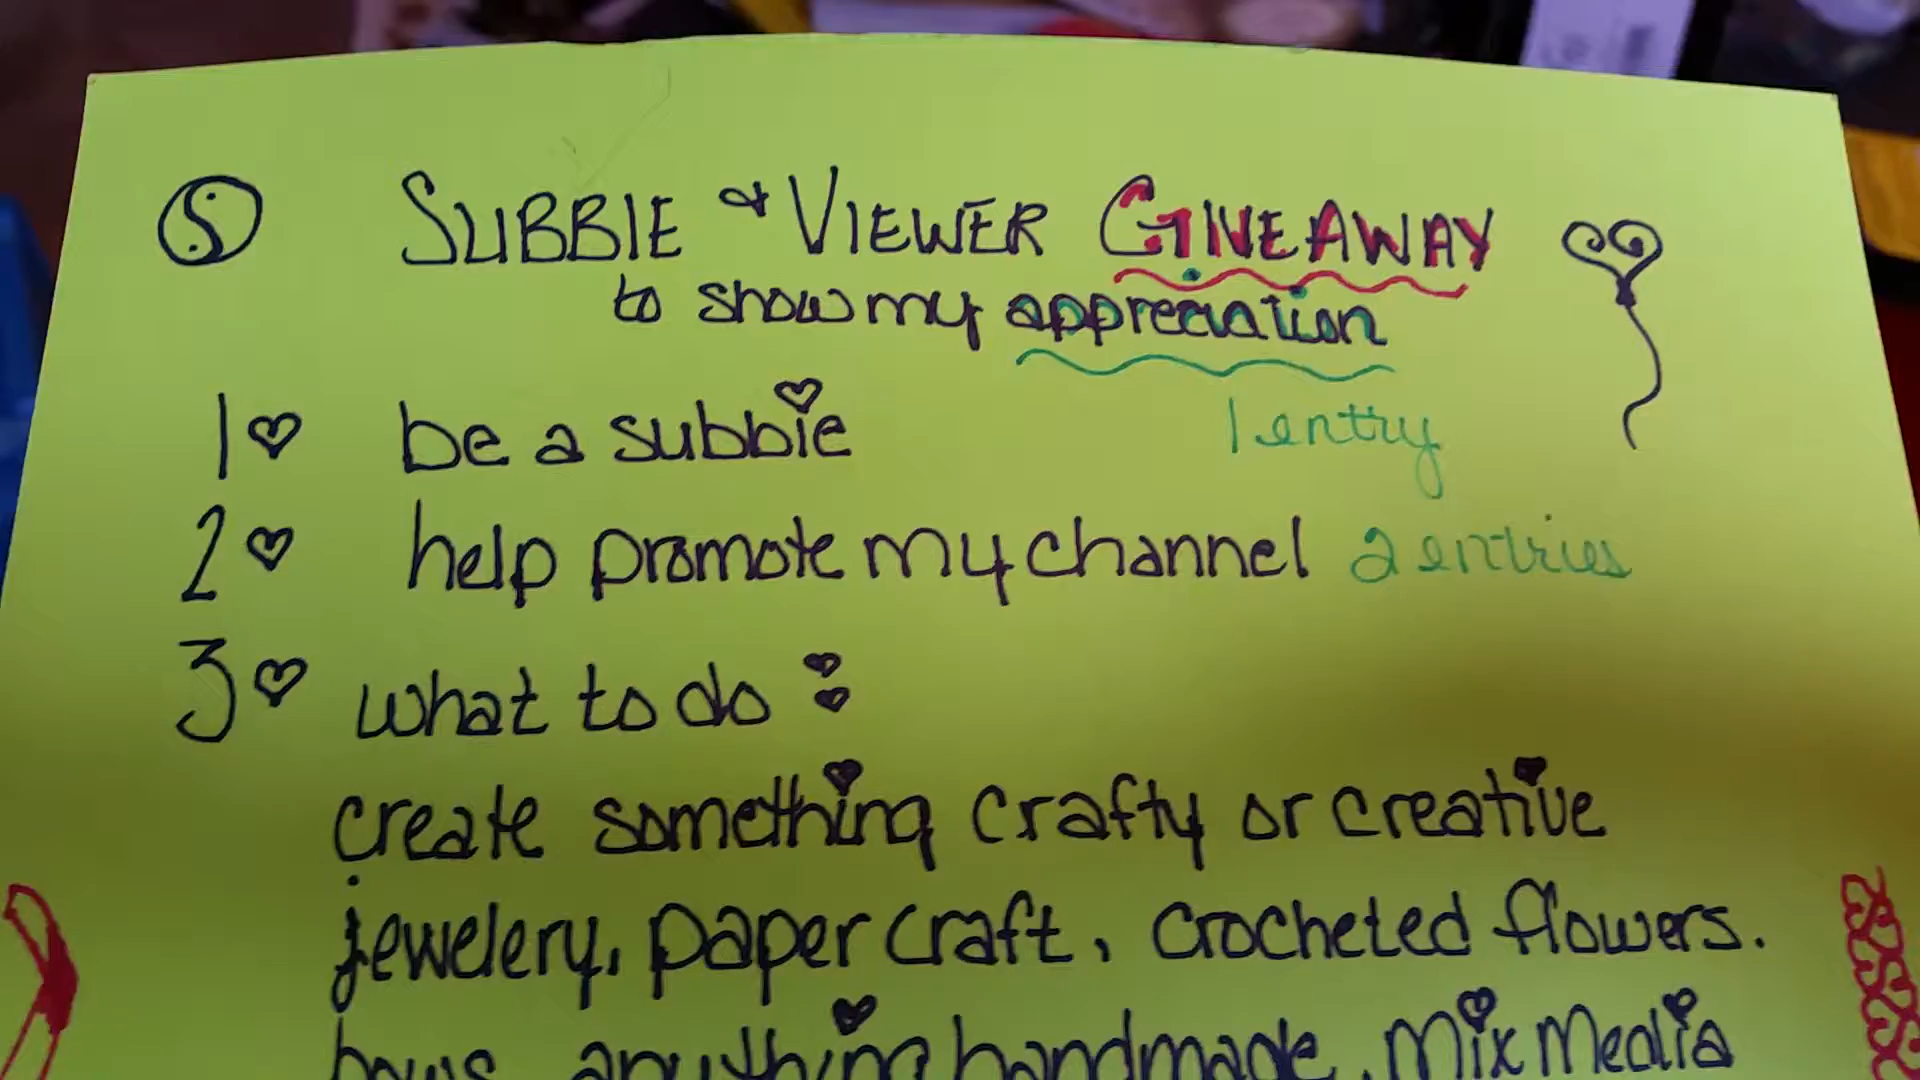 S SUBBIE & VIEWER GIVEAWAY
to show my appreciation
1 be a subbie 1 entry
2 help promote my channel 2 entries
3 what to do:
create something crafty or creative
jewelery, paper craft, crocheted flowers.
bows, anything handmade, Mix Media